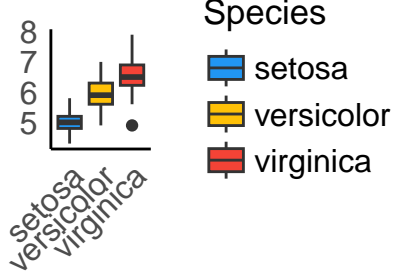 Species
8
7
6
5
setosa
versicolor
virginica
setosa
versicolor
virginica